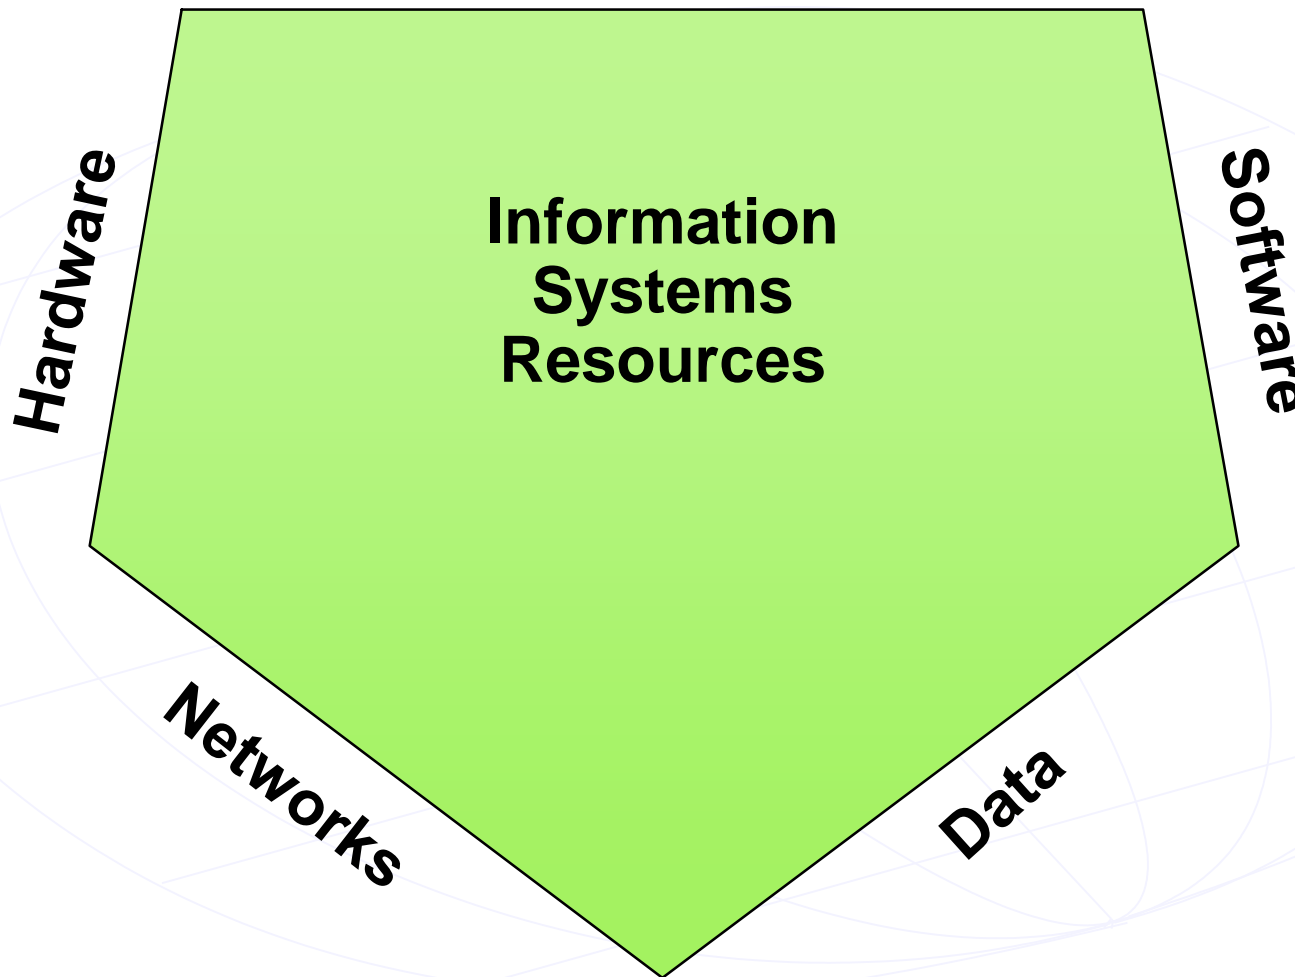 Hardware
Software
Information
Systems
Resources
Networks
Data